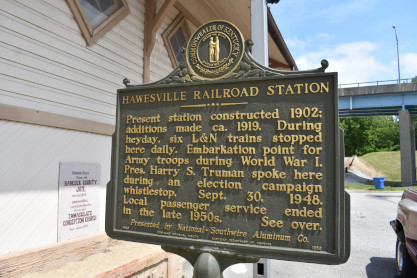 COMMONWEALTH OF KENTUCKY
HAWESVILLE RAILROAD STATION
Present station constructed 1902;
additions made ca. 1919. During
heyday, six L&N trains stopped
here daily. Embarkation point for
Army troops during World War I.
Pres. Harry S. Truman spoke here
during an election campaign
whistlestop, Sept. 30, 1948.
Local passenger service ended
in the late 1950s. See over.
Presented by National-Southwire Aluminum Co.
HANCOCK COUNTY
IMMACULATE
CONCEPTION CHURCH